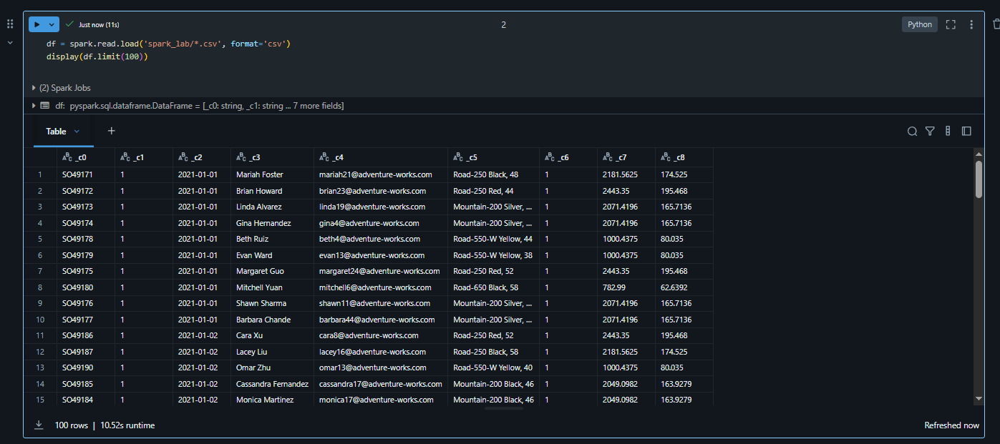 Just now (11s)
2
Python
df = spark.read.load('spark_lab/*.csv', format='csv')
display(df.limit(100))
(2) Spark Jobs
df: pyspark.sql.dataframe.DataFrame = [_c0: string, _c1: string ... 7 more fields]
Table +
ABC _c0 ABC _c1 ABC _c2 ABC _c3 ABC _c4 ABC _c5 ABC _c6 ABC _c7 ABC _c8
1 SO49171 1 2021-01-01 Mariah Foster mariah21@adventure-works.com Road-250 Black, 48 1 2181.5625 174.525
2 SO49172 1 2021-01-01 Brian Howard brian23@adventure-works.com Road-250 Red, 44 1 2443.35 195.468
3 SO49173 1 2021-01-01 Linda Alvarez linda19@adventure-works.com Mountain-200 Silver, ... 1 2071.4196 165.7136
4 SO49174 1 2021-01-01 Gina Hernandez gina4@adventure-works.com Mountain-200 Silver, ... 1 2071.4196 165.7136
5 SO49178 1 2021-01-01 Beth Ruiz beth4@adventure-works.com Road-550-W Yellow, 44 1 1000.4375 80.035
6 SO49179 1 2021-01-01 Evan Ward evan13@adventure-works.com Road-550-W Yellow, 38 1 1000.4375 80.035
7 SO49175 1 2021-01-01 Margaret Guo margaret24@adventure-works.com Road-250 Red, 52 1 2443.35 195.468
8 SO49180 1 2021-01-01 Mitchell Yuan mitchell6@adventure-works.com Road-650 Black, 58 1 782.99 62.6392
9 SO49176 1 2021-01-01 Shawn Sharma shawn11@adventure-works.com Mountain-200 Silver, ... 1 2071.4196 165.7136
10 SO49177 1 2021-01-01 Barbara Chande barbara44@adventure-works.com Mountain-200 Silver, ... 1 2071.4196 165.7136
11 SO49186 1 2021-01-02 Cara Xu cara8@adventure-works.com Road-250 Red, 52 1 2443.35 195.468
12 SO49187 1 2021-01-02 Lacey Liu lacey16@adventure-works.com Road-250 Black, 58 1 2181.5625 174.525
13 SO49190 1 2021-01-02 Omar Zhu omar13@adventure-works.com Road-550-W Yellow, 40 1 1000.4375 80.035
14 SO49185 1 2021-01-02 Cassandra Fernandez cassandra17@adventure-works.com Mountain-200 Black, 46 1 2049.0982 163.9279
15 SO49184 1 2021-01-02 Monica Martinez monica17@adventure-works.com Mountain-200 Black, 46 1 2049.0982 163.9279
100 rows | 10.52s runtime
Refreshed now